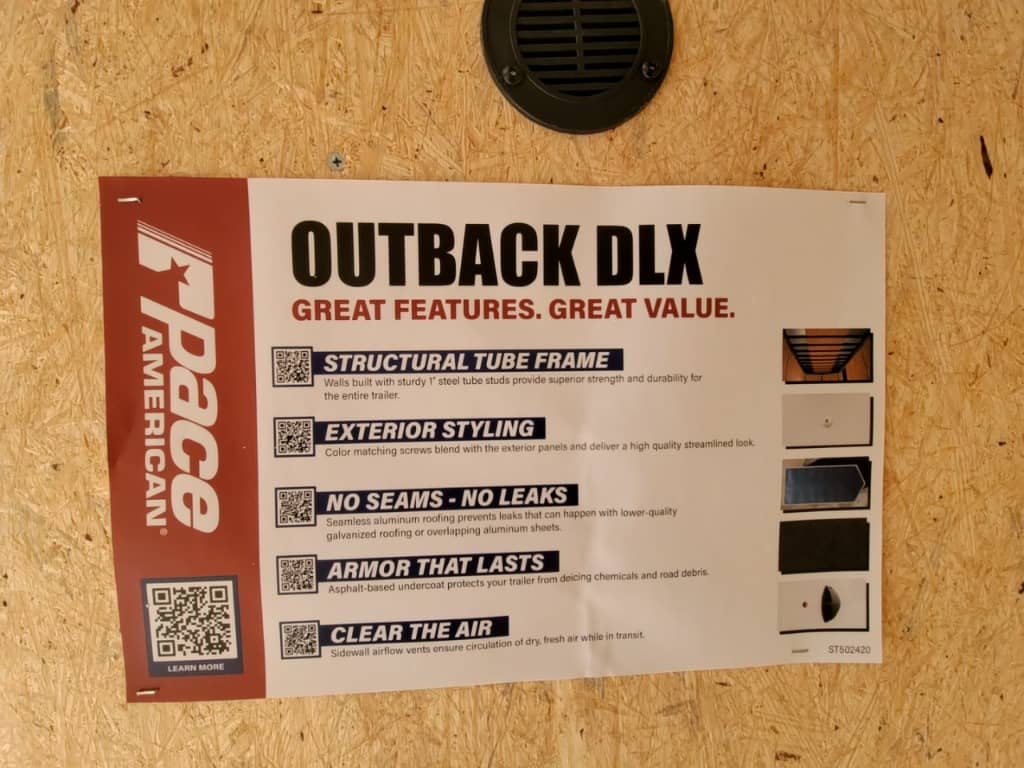 Pace
AMERICAN®
LEARN MORE
OUTBACK DLX
GREAT FEATURES. GREAT VALUE.
STRUCTURAL TUBE FRAME
Walls built with sturdy 1" steel tube studs provide superior strength and durability for
the entire trailer.
EXTERIOR STYLING
Color matching screws blend with the exterior panels and deliver a high quality streamlined look.
NO SEAMS - NO LEAKS
Seamless aluminum roofing prevents leaks that can happen with lower-quality
galvanized roofing or overlapping aluminum sheets.
ARMOR THAT LASTS
Asphalt-based undercoat protects your trailer from deicing chemicals and road debris.
CLEAR THE AIR
Sidewall airflow vents ensure circulation of dry, fresh air while in transit.
ST502420